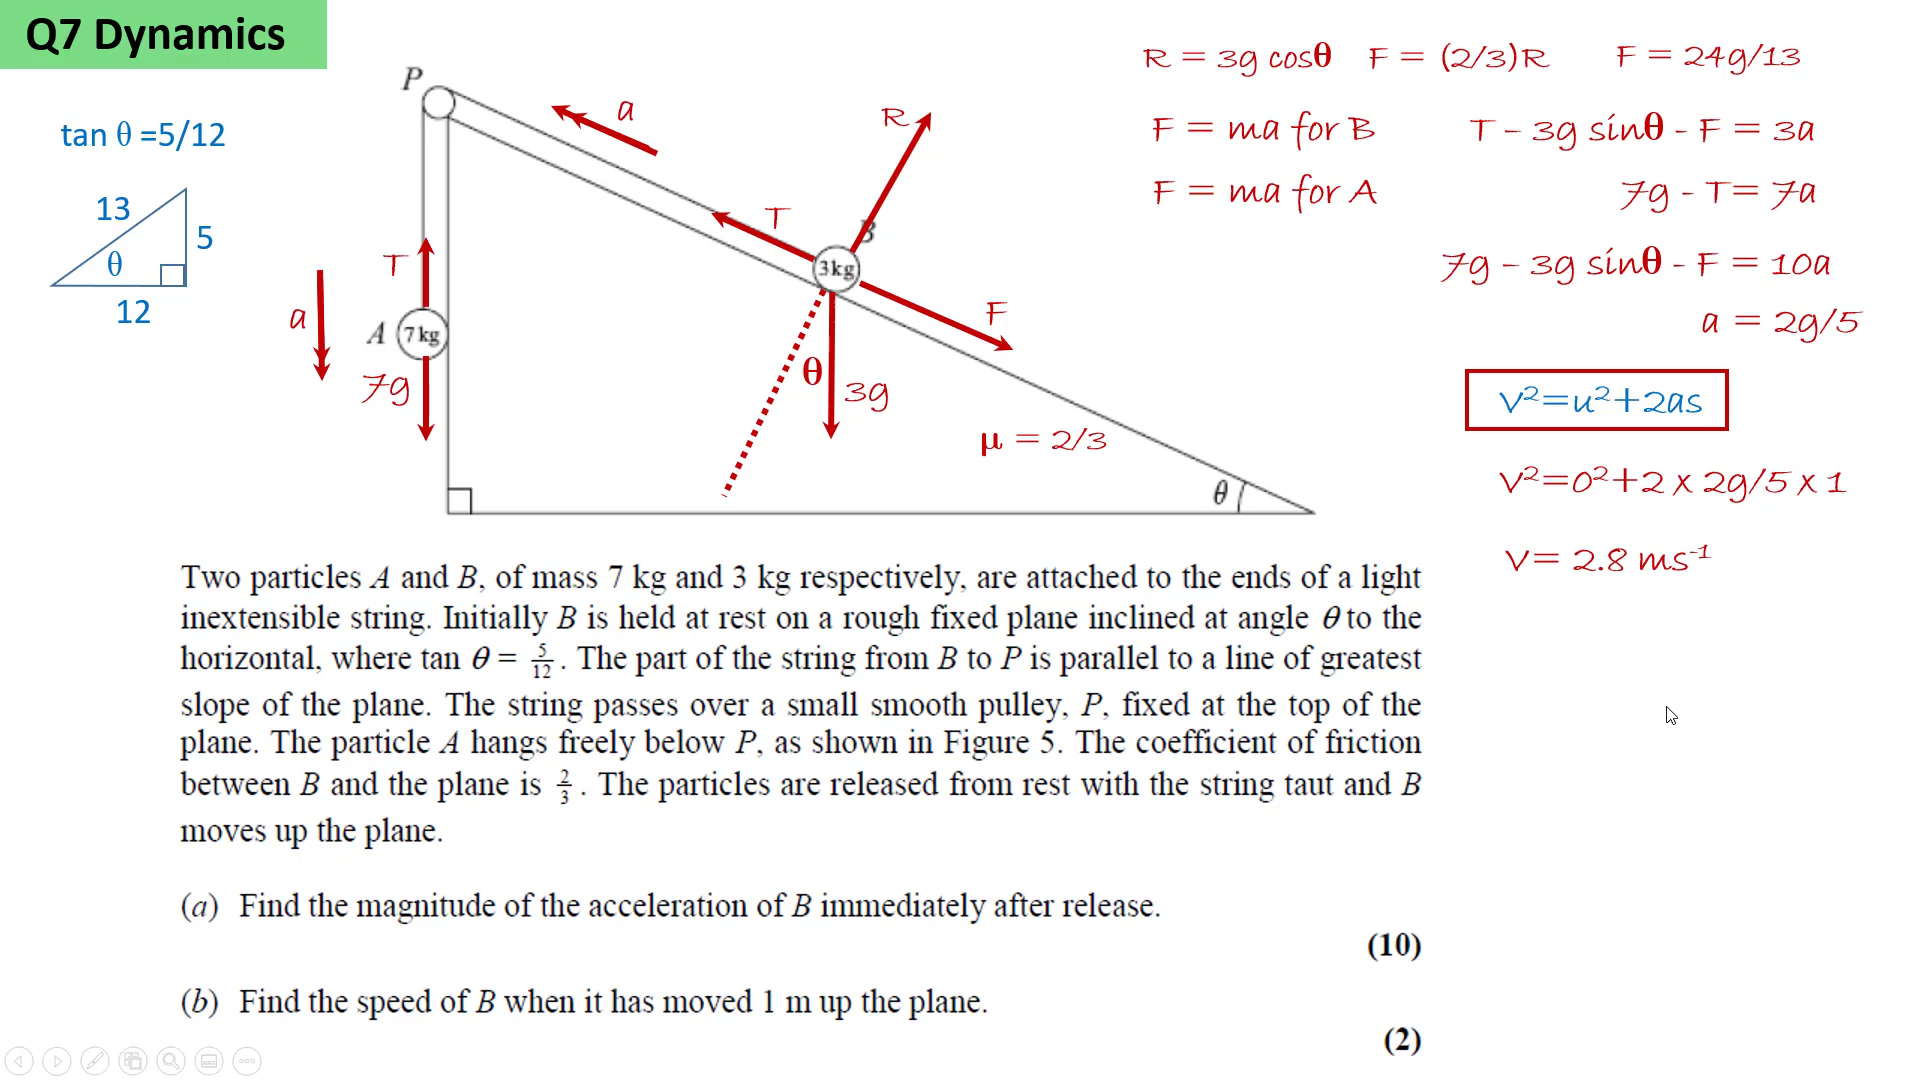 Q7 Dynamics
tan θ =5/12
13
5
θ
12
P
a
R
T
B
3kg
T
a
A
7kg
7g
F
θ
3g
μ = 2/3
θ
R = 3g cosθ F = (2/3)R F = 24g/13
F = ma for B T - 3g sinθ - F = 3a
F = ma for A 7g - T= 7a
7g - 3g sinθ - F = 10a
a = 2g/5
V²=u²+2as
V²=0²+2 x 2g/5 x 1
V= 2.8 ms⁻¹
Two particles A and B, of mass 7 kg and 3 kg respectively, are attached to the ends of a light
inextensible string. Initially B is held at rest on a rough fixed plane inclined at angle θ to the
horizontal, where tan θ = 5/12 . The part of the string from B to P is parallel to a line of greatest
slope of the plane. The string passes over a small smooth pulley, P, fixed at the top of the
plane. The particle A hangs freely below P, as shown in Figure 5. The coefficient of friction
between B and the plane is 2/3 . The particles are released from rest with the string taut and B
moves up the plane.
(a) Find the magnitude of the acceleration of B immediately after release.
(10)
(b) Find the speed of B when it has moved 1 m up the plane.
(2)